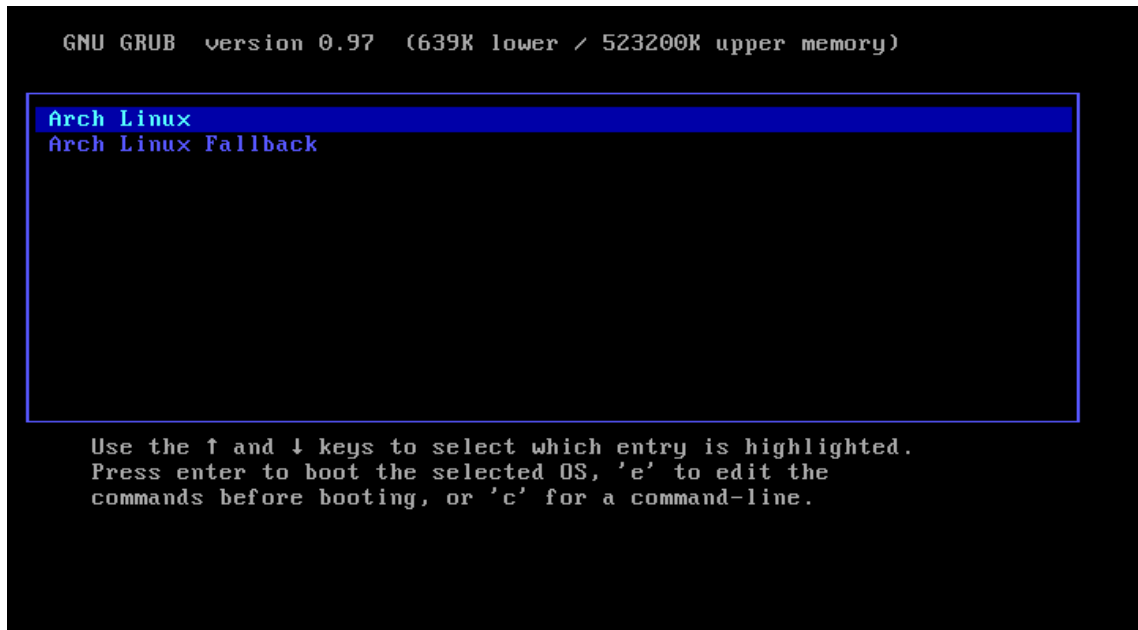 GNU GRUB  version 0.97  (639K lower / 523200K upper memory)
Arch Linux
Arch Linux Fallback
Use the ↑ and ↓ keys to select which entry is highlighted.
Press enter to boot the selected OS, 'e' to edit the
commands before booting, or 'c' for a command-line.